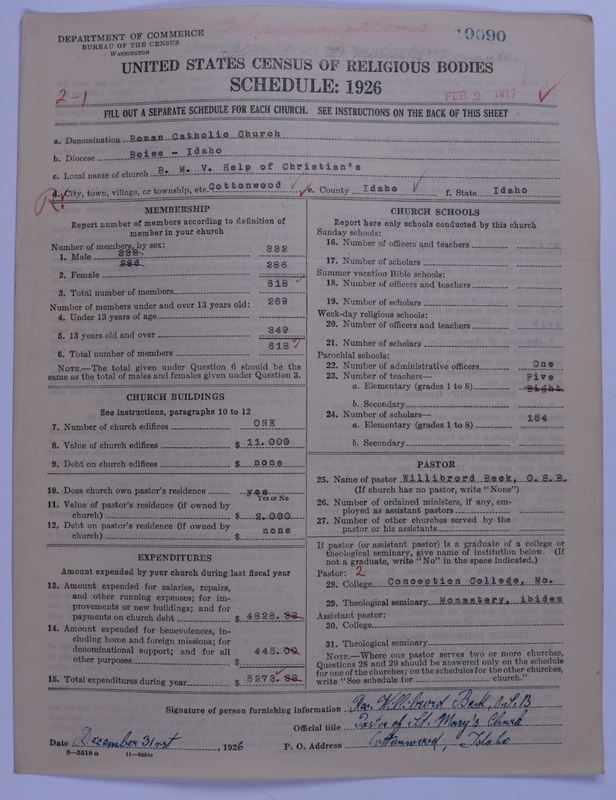 DEPARTMENT OF COMMERCE
BUREAU OF THE CENSUS
WASHINGTON
19090
UNITED STATES CENSUS OF RELIGIOUS BODIES
SCHEDULE: 1926
2-1
FEB 2 1927
FILL OUT A SEPARATE SCHEDULE FOR EACH CHURCH. SEE INSTRUCTIONS ON THE BACK OF THIS SHEET
a. Denomination Roman Catholic Church
b. Diocese Boise - Idaho
c. Local name of church B. M. V. Help of Christian's
d. City, town, village, or township, etc. Cottonwood e. County Idaho f. State Idaho
MEMBERSHIP
Report number of members according to definition of
member in your church
Number of members, by sex:
1. Male 332 332
286
2. Female 286
3. Total number of members 618
Number of members under and over 13 years old:
4. Under 13 years of age 269
5. 13 years old and over 349
6. Total number of members 618
NOTE.—The total given under Question 6 should be
same as the total of males and females given under Question 3.
CHURCH BUILDINGS
See instructions, paragraphs 10 to 12
7. Number of church edifices ONE
8. Value of church edifices $ 11.000
9. Debt on church edifices $ none
10. Does church own pastor's residence yes
Yes or No
11. Value of pastor's residence (if owned by
church) $ 2.000
12. Debt on pastor's residence (if owned by
church) $ none
EXPENDITURES
Amount expended by your church during last fiscal year
13. Amount expended for salaries, repairs,
and other running expenses; for im-
provements or new buildings; and for
payments on church debt $ 4828.
14. Amount expended for benevolences, in-
cluding home and foreign missions; for
denominational support; and for all
other purposes $ 445.00
15. Total expenditures during year $ 5273.
CHURCH SCHOOLS
Report here only schools conducted by this church
Sunday schools:
16. Number of officers and teachers
17. Number of scholars
Summer vacation Bible schools:
18. Number of officers and teachers
19. Number of scholars
Week-day religious schools:
20. Number of officers and teachers
21. Number of scholars
Parochial schools:
22. Number of administrative officers One
23. Number of teachers— Five
a. Elementary (grades 1 to 8) Eight
b. Secondary
24. Number of scholars—
a. Elementary (grades 1 to 8) 154
b. Secondary
PASTOR
25. Name of pastor Willibrord Beck, O. S. B.
(If church has no pastor, write "None")
26. Number of ordained ministers, if any, em-
ployed as assistant pastors
27. Number of other churches served by the
pastor or his assistants
If pastor (or assistant pastor) is a graduate of a college or
theological seminary, give name of institution below. (If
not a graduate, write "No" in the space indicated.)
Pastor: 2
28. College Conception College, Mo.
29. Theological seminary Monastery, ibidem
Assistant pastor:
30. College
31. Theological seminary
NOTE.—Where one pastor serves two or more churches,
Questions 28 and 29 should be answered only on the schedule
for one of the churches; on the schedules for the other churches,
write "See schedule for church."
Signature of person furnishing information Rev. Willibrord Beck, O.S.B
Official title Pastor of St. Mary's Church
Date December 31st, 1926 P. O. Address Cottonwood, Idaho
6—5518 a